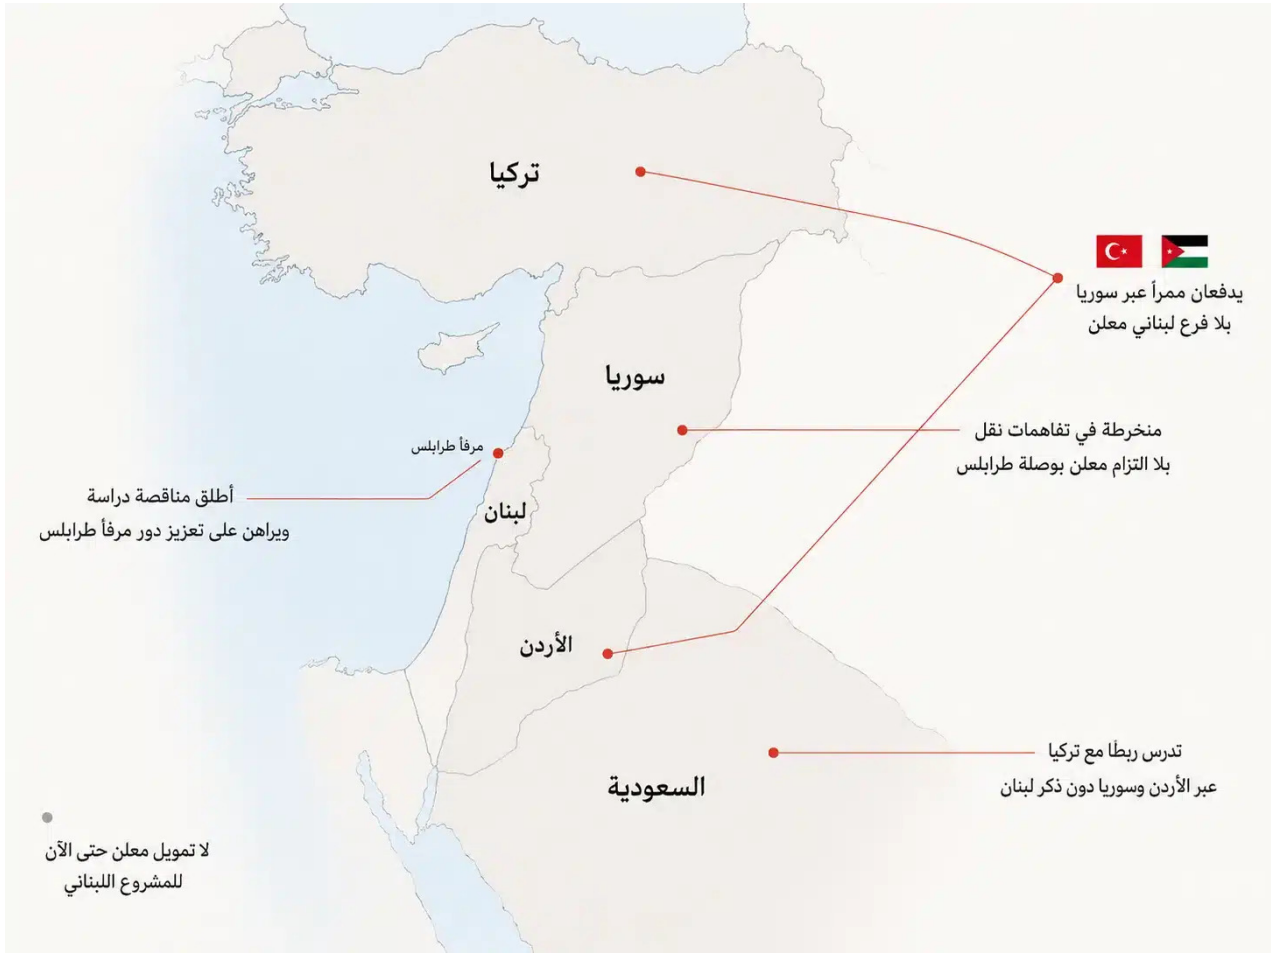 تركيا
يدفعان ممراً عبر سوريا
بلا فرع لبناني معلن
سوريا
منخرطة في تفاهمات نقل
بلا التزام معلن بوصلة طرابلس
مرفأ طرابلس
أطلق مناقصة دراسة
ويراهن على تعزيز دور مرفأ طرابلس
لبنان
الأردن
تدرس ربطًا مع تركيا
عبر الأردن وسوريا دون ذكر لبنان
السعودية
لا تمويل معلن حتى الآن
للمشروع اللبناني